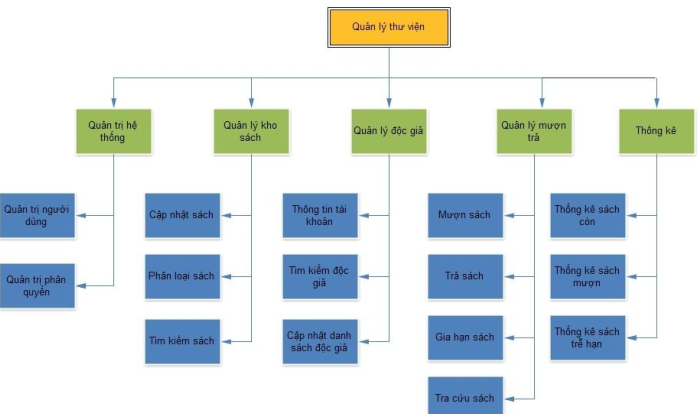 Quản lý thư viện
Quản trị hệ
thống
Quản lý kho
sách
Quản lý độc giả
Quản lý mượn
trả
Thống kê
Quản trị người
dùng
Quản trị phân
quyền
Cập nhật sách
Phân loại sách
Tìm kiếm sách
Thông tin tài
khoản
Tìm kiếm độc
giả
Cập nhật danh
sách độc giả
Mượn sách
Trả sách
Gia hạn sách
Tra cứu sách
Thống kê sách
còn
Thống kê sách
mượn
Thống kê sách
trễ hạn